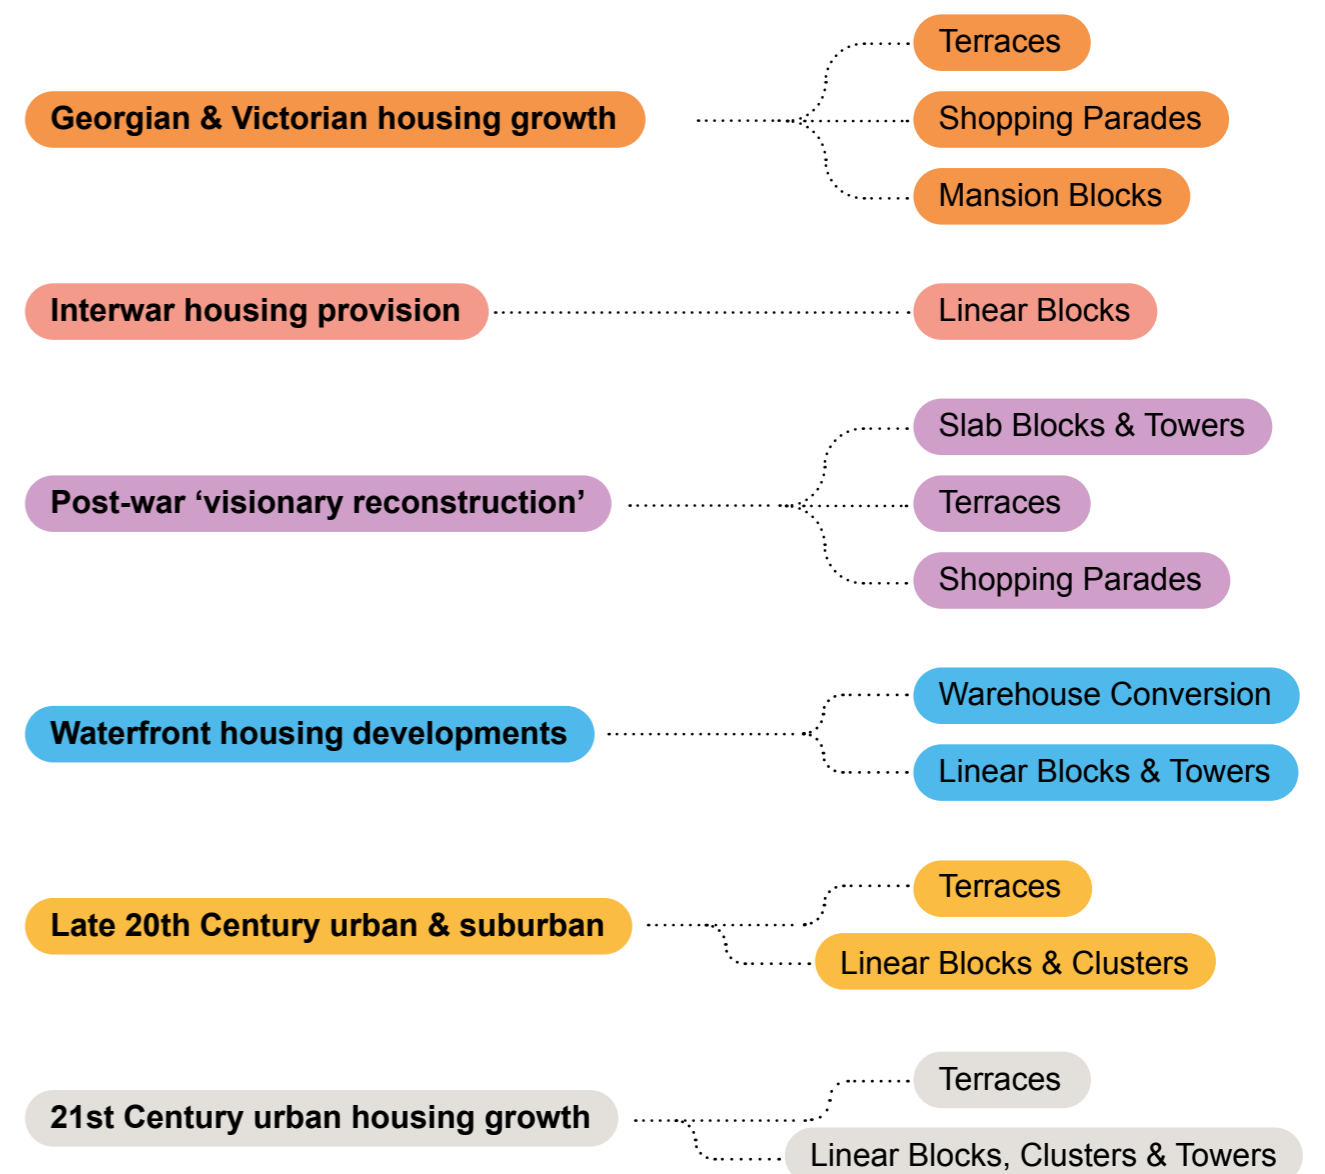 Georgian & Victorian housing growth
Terraces
Shopping Parades
Mansion Blocks
Interwar housing provision
Linear Blocks
Post-war ‘visionary reconstruction’
Slab Blocks & Towers
Terraces
Shopping Parades
Waterfront housing developments
Warehouse Conversion
Linear Blocks & Towers
Late 20th Century urban & suburban
Terraces
Linear Blocks & Clusters
21st Century urban housing growth
Terraces
Linear Blocks, Clusters & Towers